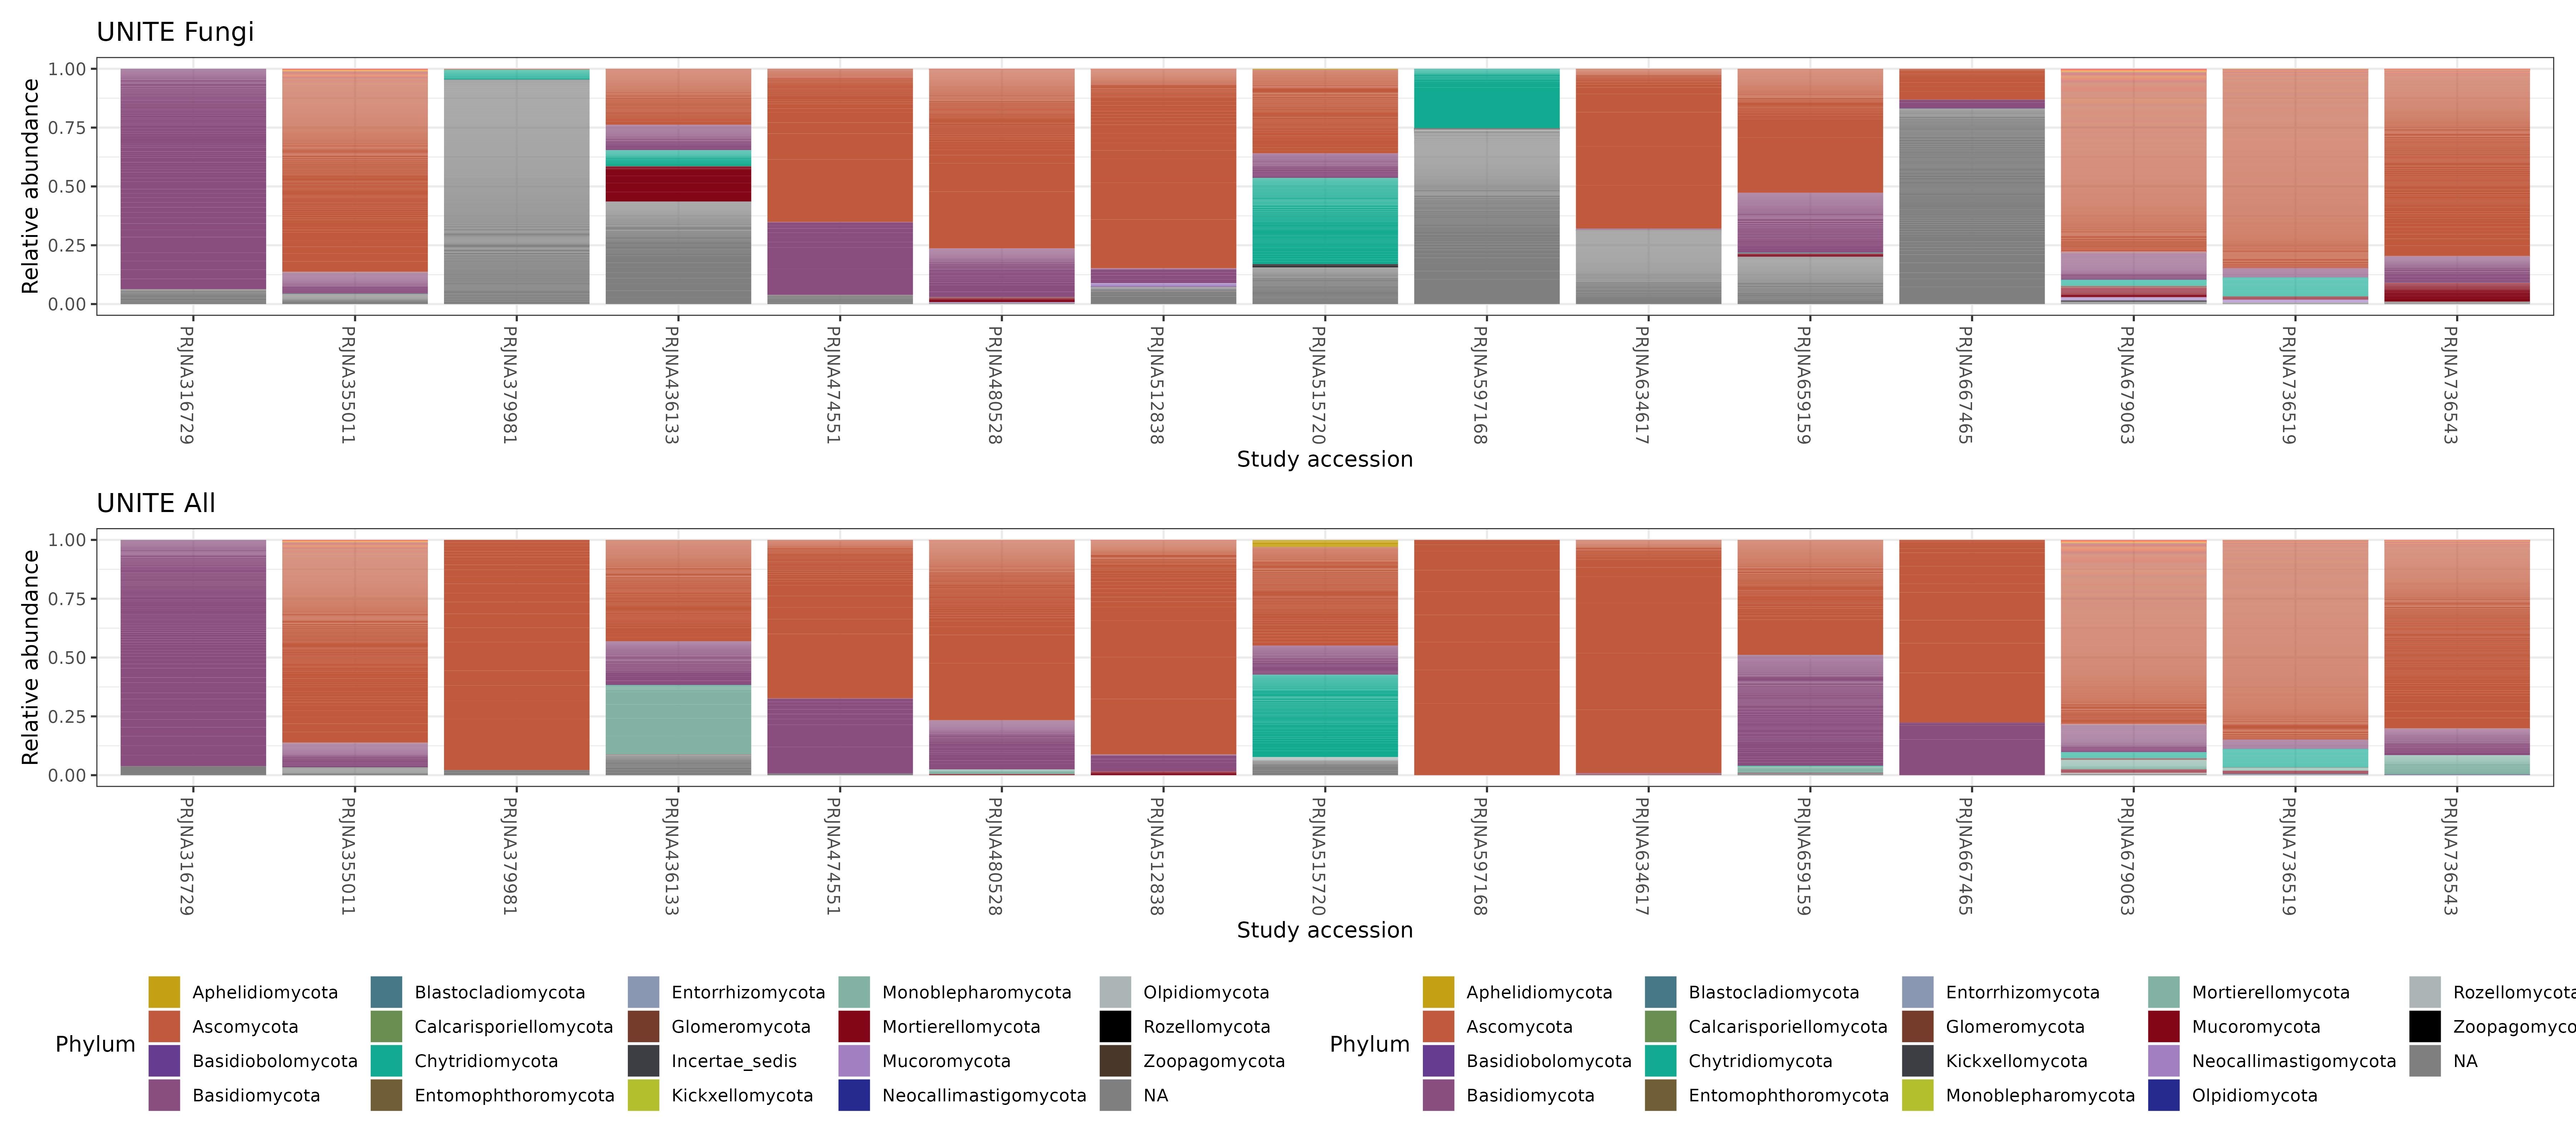 UNITE Fungi
Relative abundance
1.00
0.75
0.50
0.25
0.00
PRJNA316729
PRJNA355011
PRJNA379981
PRJNA436133
PRJNA474551
PRJNA480528
PRJNA512838
PRJNA515720
PRJNA597168
PRJNA634617
PRJNA659159
PRJNA667465
PRJNA679063
PRJNA736519
PRJNA736543
Study accession
UNITE All
Relative abundance
1.00
0.75
0.50
0.25
0.00
PRJNA316729
PRJNA355011
PRJNA379981
PRJNA436133
PRJNA474551
PRJNA480528
PRJNA512838
PRJNA515720
PRJNA597168
PRJNA634617
PRJNA659159
PRJNA667465
PRJNA679063
PRJNA736519
PRJNA736543
Study accession
Phylum
Aphelidiomycota
Ascomycota
Basidiobolomycota
Basidiomycota
Blastocladiomycota
Calcarisporiellomycota
Chytridiomycota
Entomophthoromycota
Entorrhizomycota
Glomeromycota
Incertae_sedis
Kickxellomycota
Monoblepharomycota
Mortierellomycota
Mucoromycota
Neocallimastigomycota
Olpidiomycota
Rozellomycota
Zoopagomycota
NA
Phylum
Aphelidiomycota
Ascomycota
Basidiobolomycota
Basidiomycota
Blastocladiomycota
Calcarisporiellomycota
Chytridiomycota
Entomophthoromycota
Entorrhizomycota
Glomeromycota
Kickxellomycota
Monoblepharomycota
Mortierellomycota
Mucoromycota
Neocallimastigomycota
Olpidiomycota
Rozellomycota
Zoopagomyco
NA